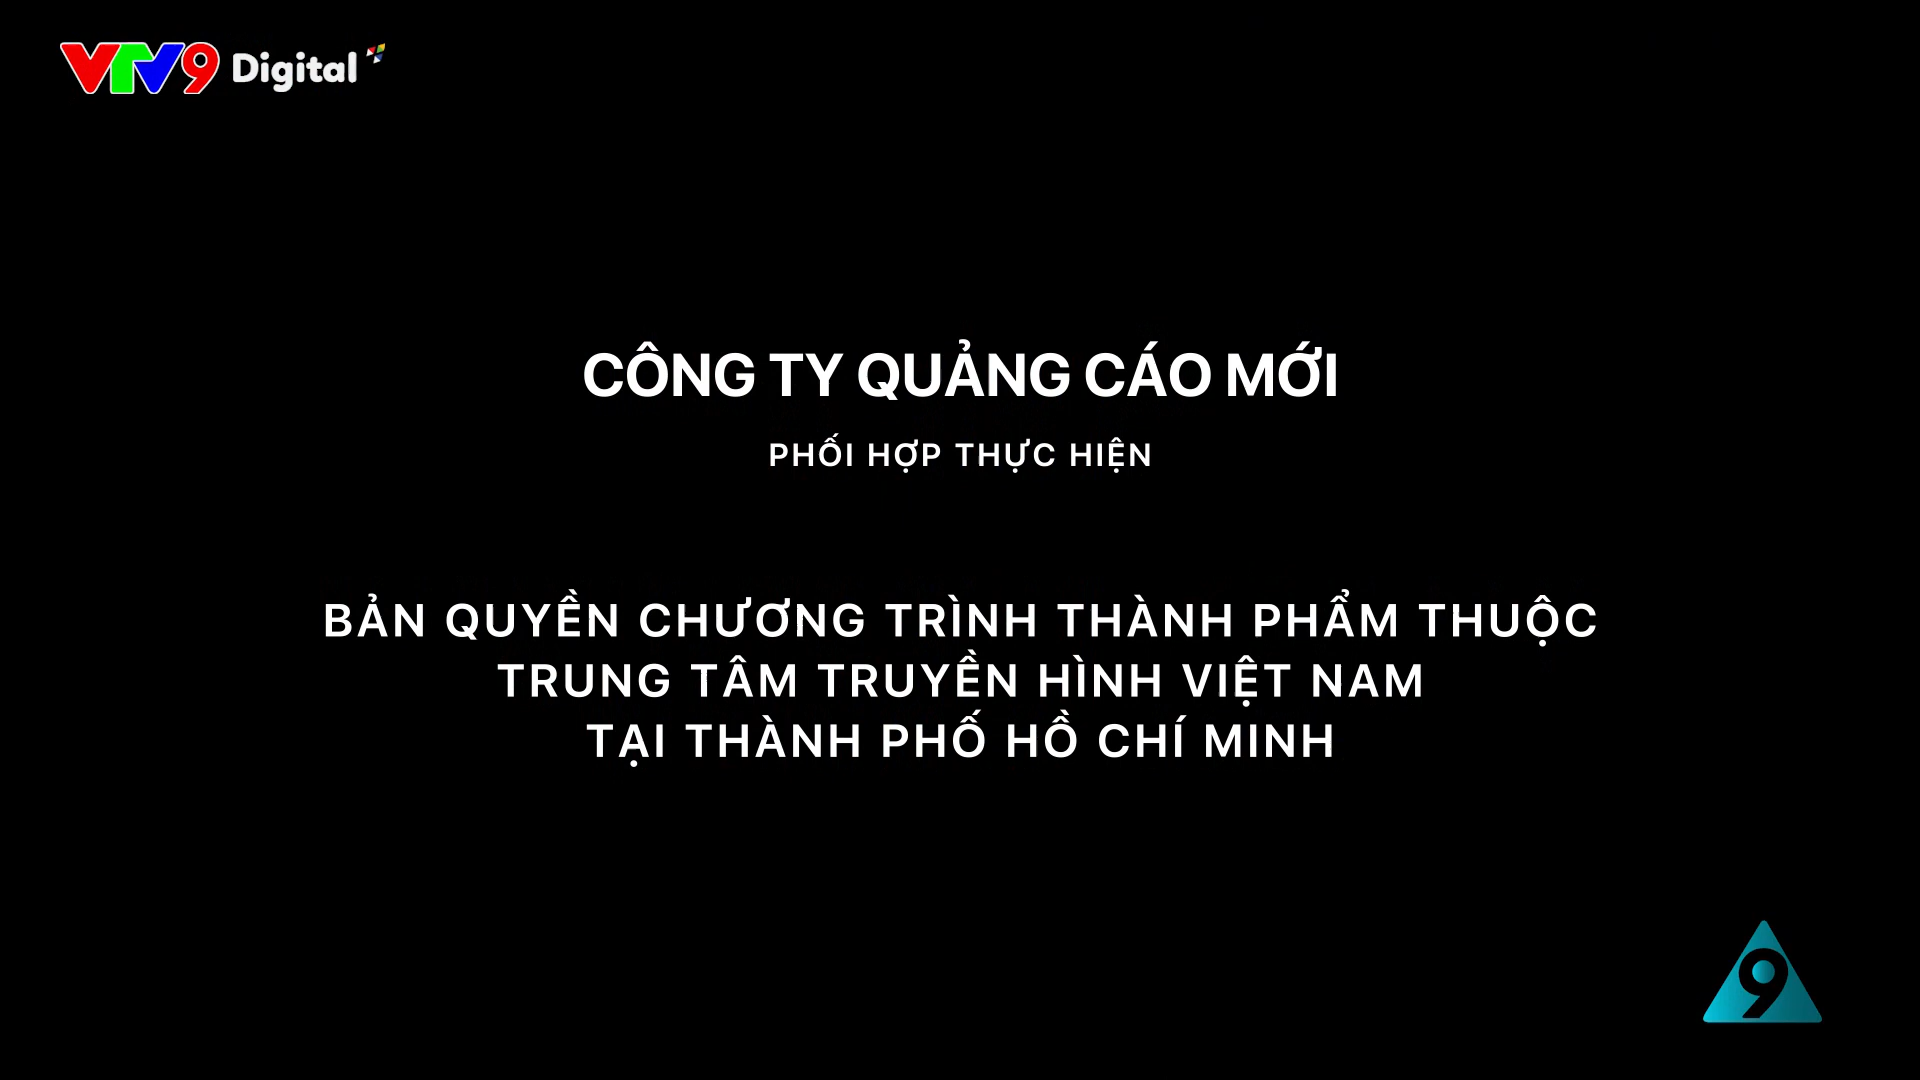 VTV9 Digital
CÔNG TY QUẢNG CÁO MỚI
PHỐI HỢP THỰC HIỆN
BẢN QUYỀN CHƯƠNG TRÌNH THÀNH PHẨM THUỘC
TRUNG TÂM TRUYỀN HÌNH VIỆT NAM
TẠI THÀNH PHỐ HỒ CHÍ MINH
9